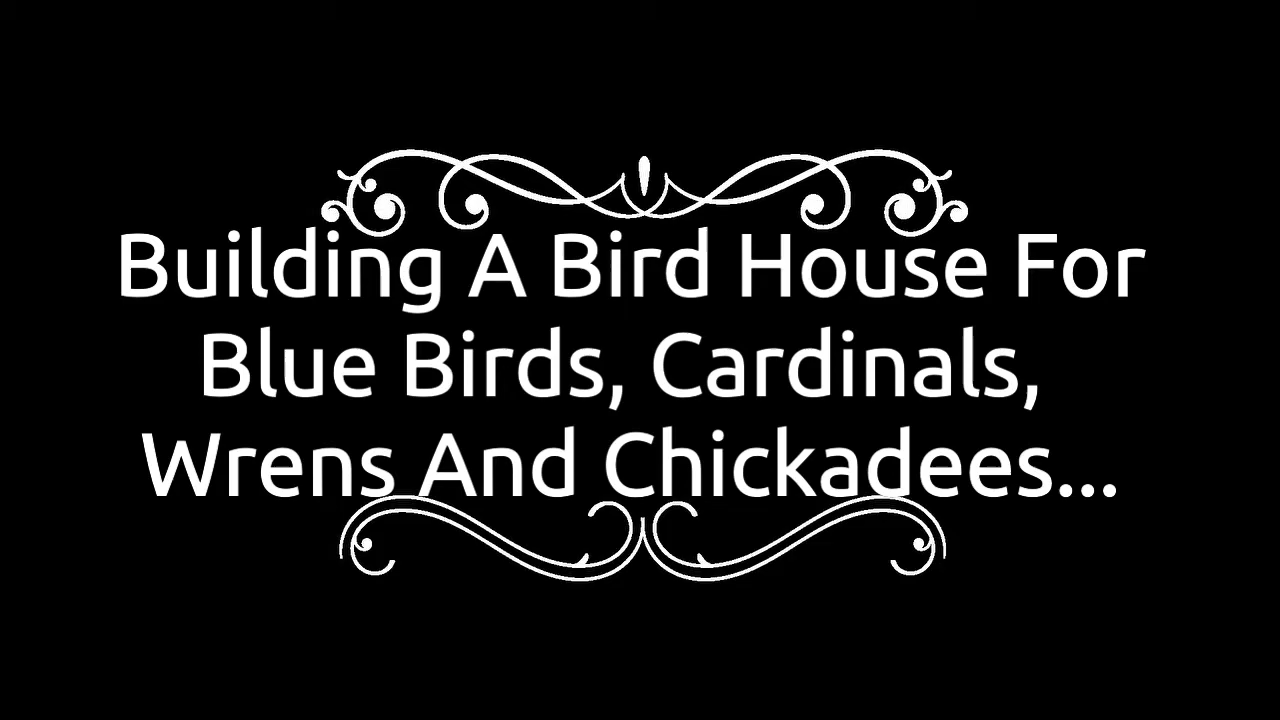 Building A Bird House For
Blue Birds, Cardinals,
Wrens And Chickadees...